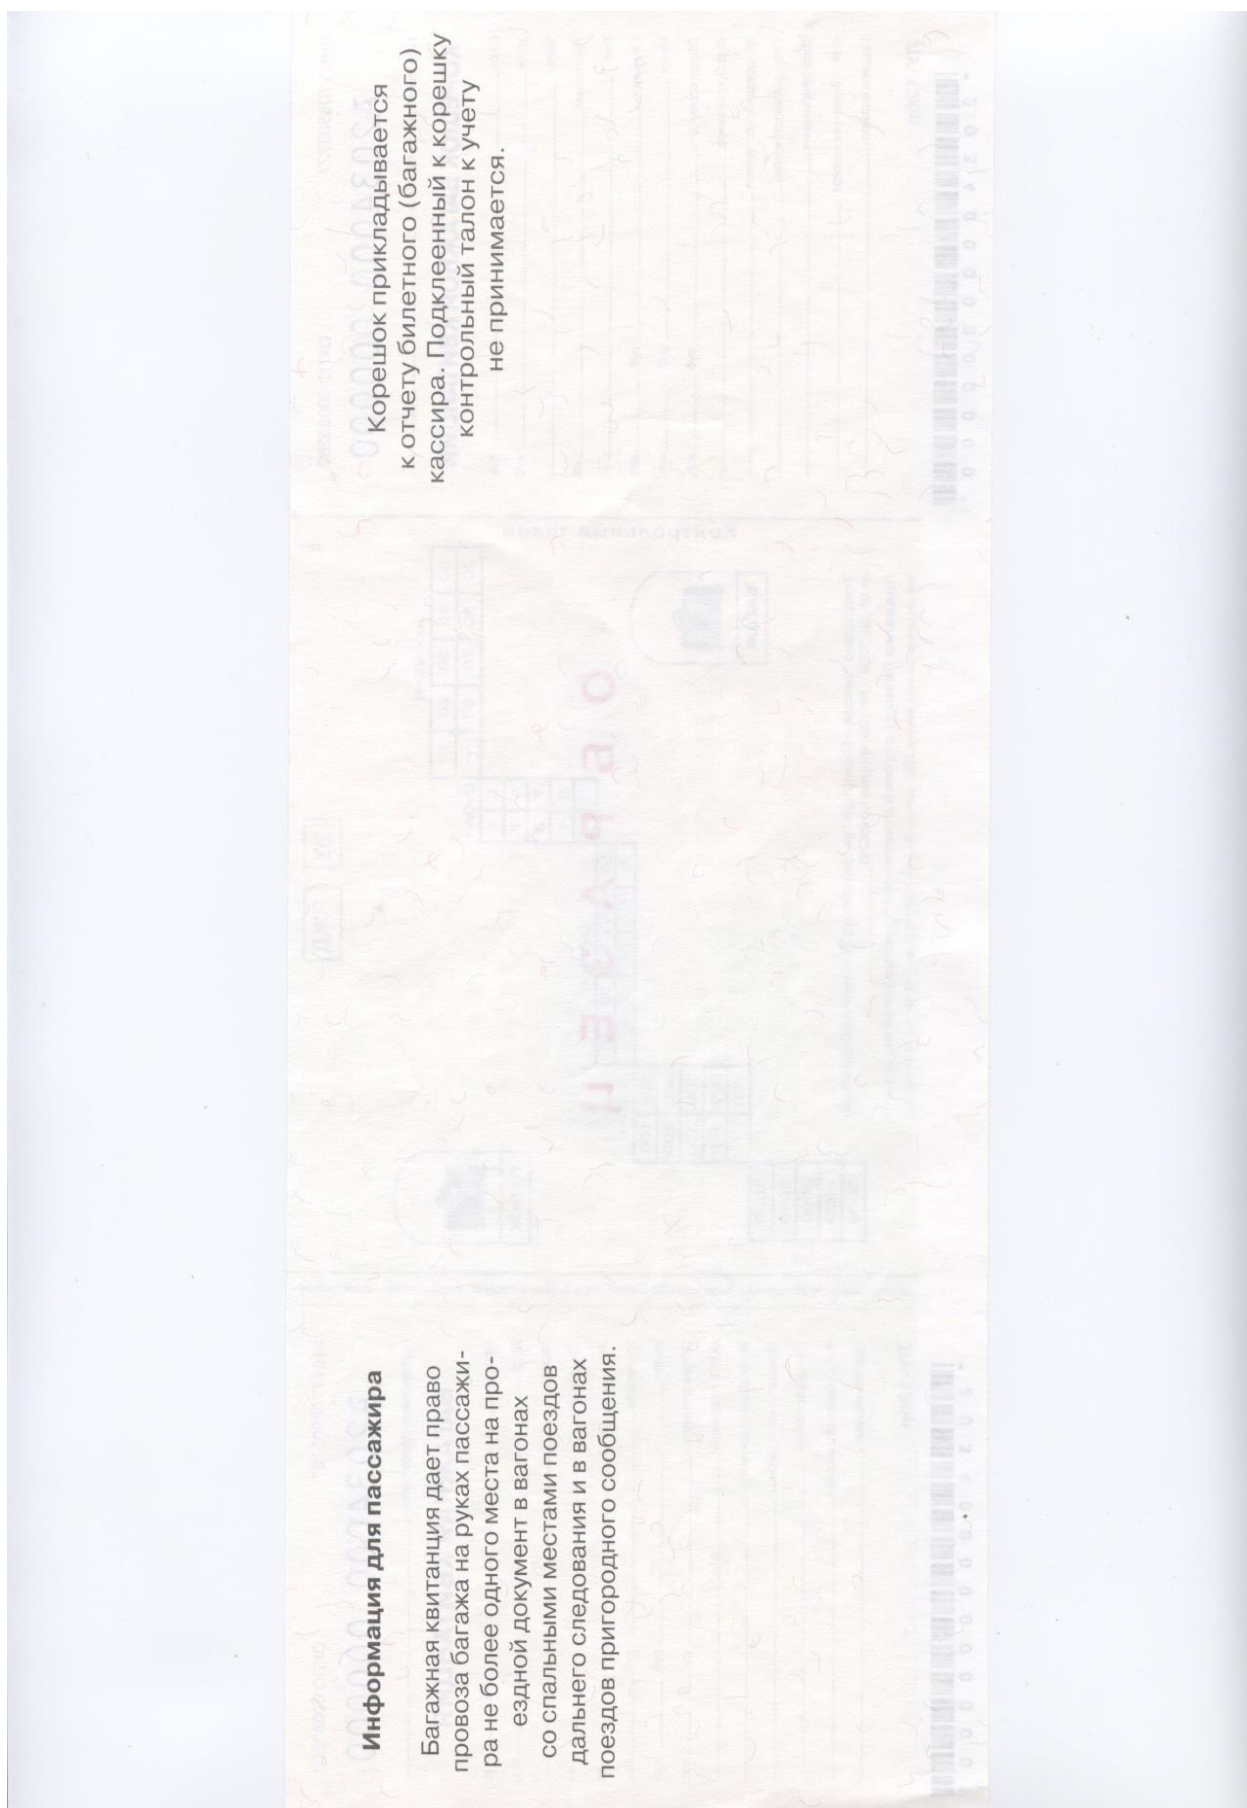 Информация для пассажира
Багажная квитанция дает право
провоза багажа на руках пассажи-
ра не более одного места на про-
ездной документ в вагонах
со спальными местами поездов
дальнего следования и в вагонах
поездов пригородного сообщения.
Корешок прикладывается
к отчету билетного (багажного)
кассира. Подклеенный к корешку
контрольный талон к учету
не принимается.